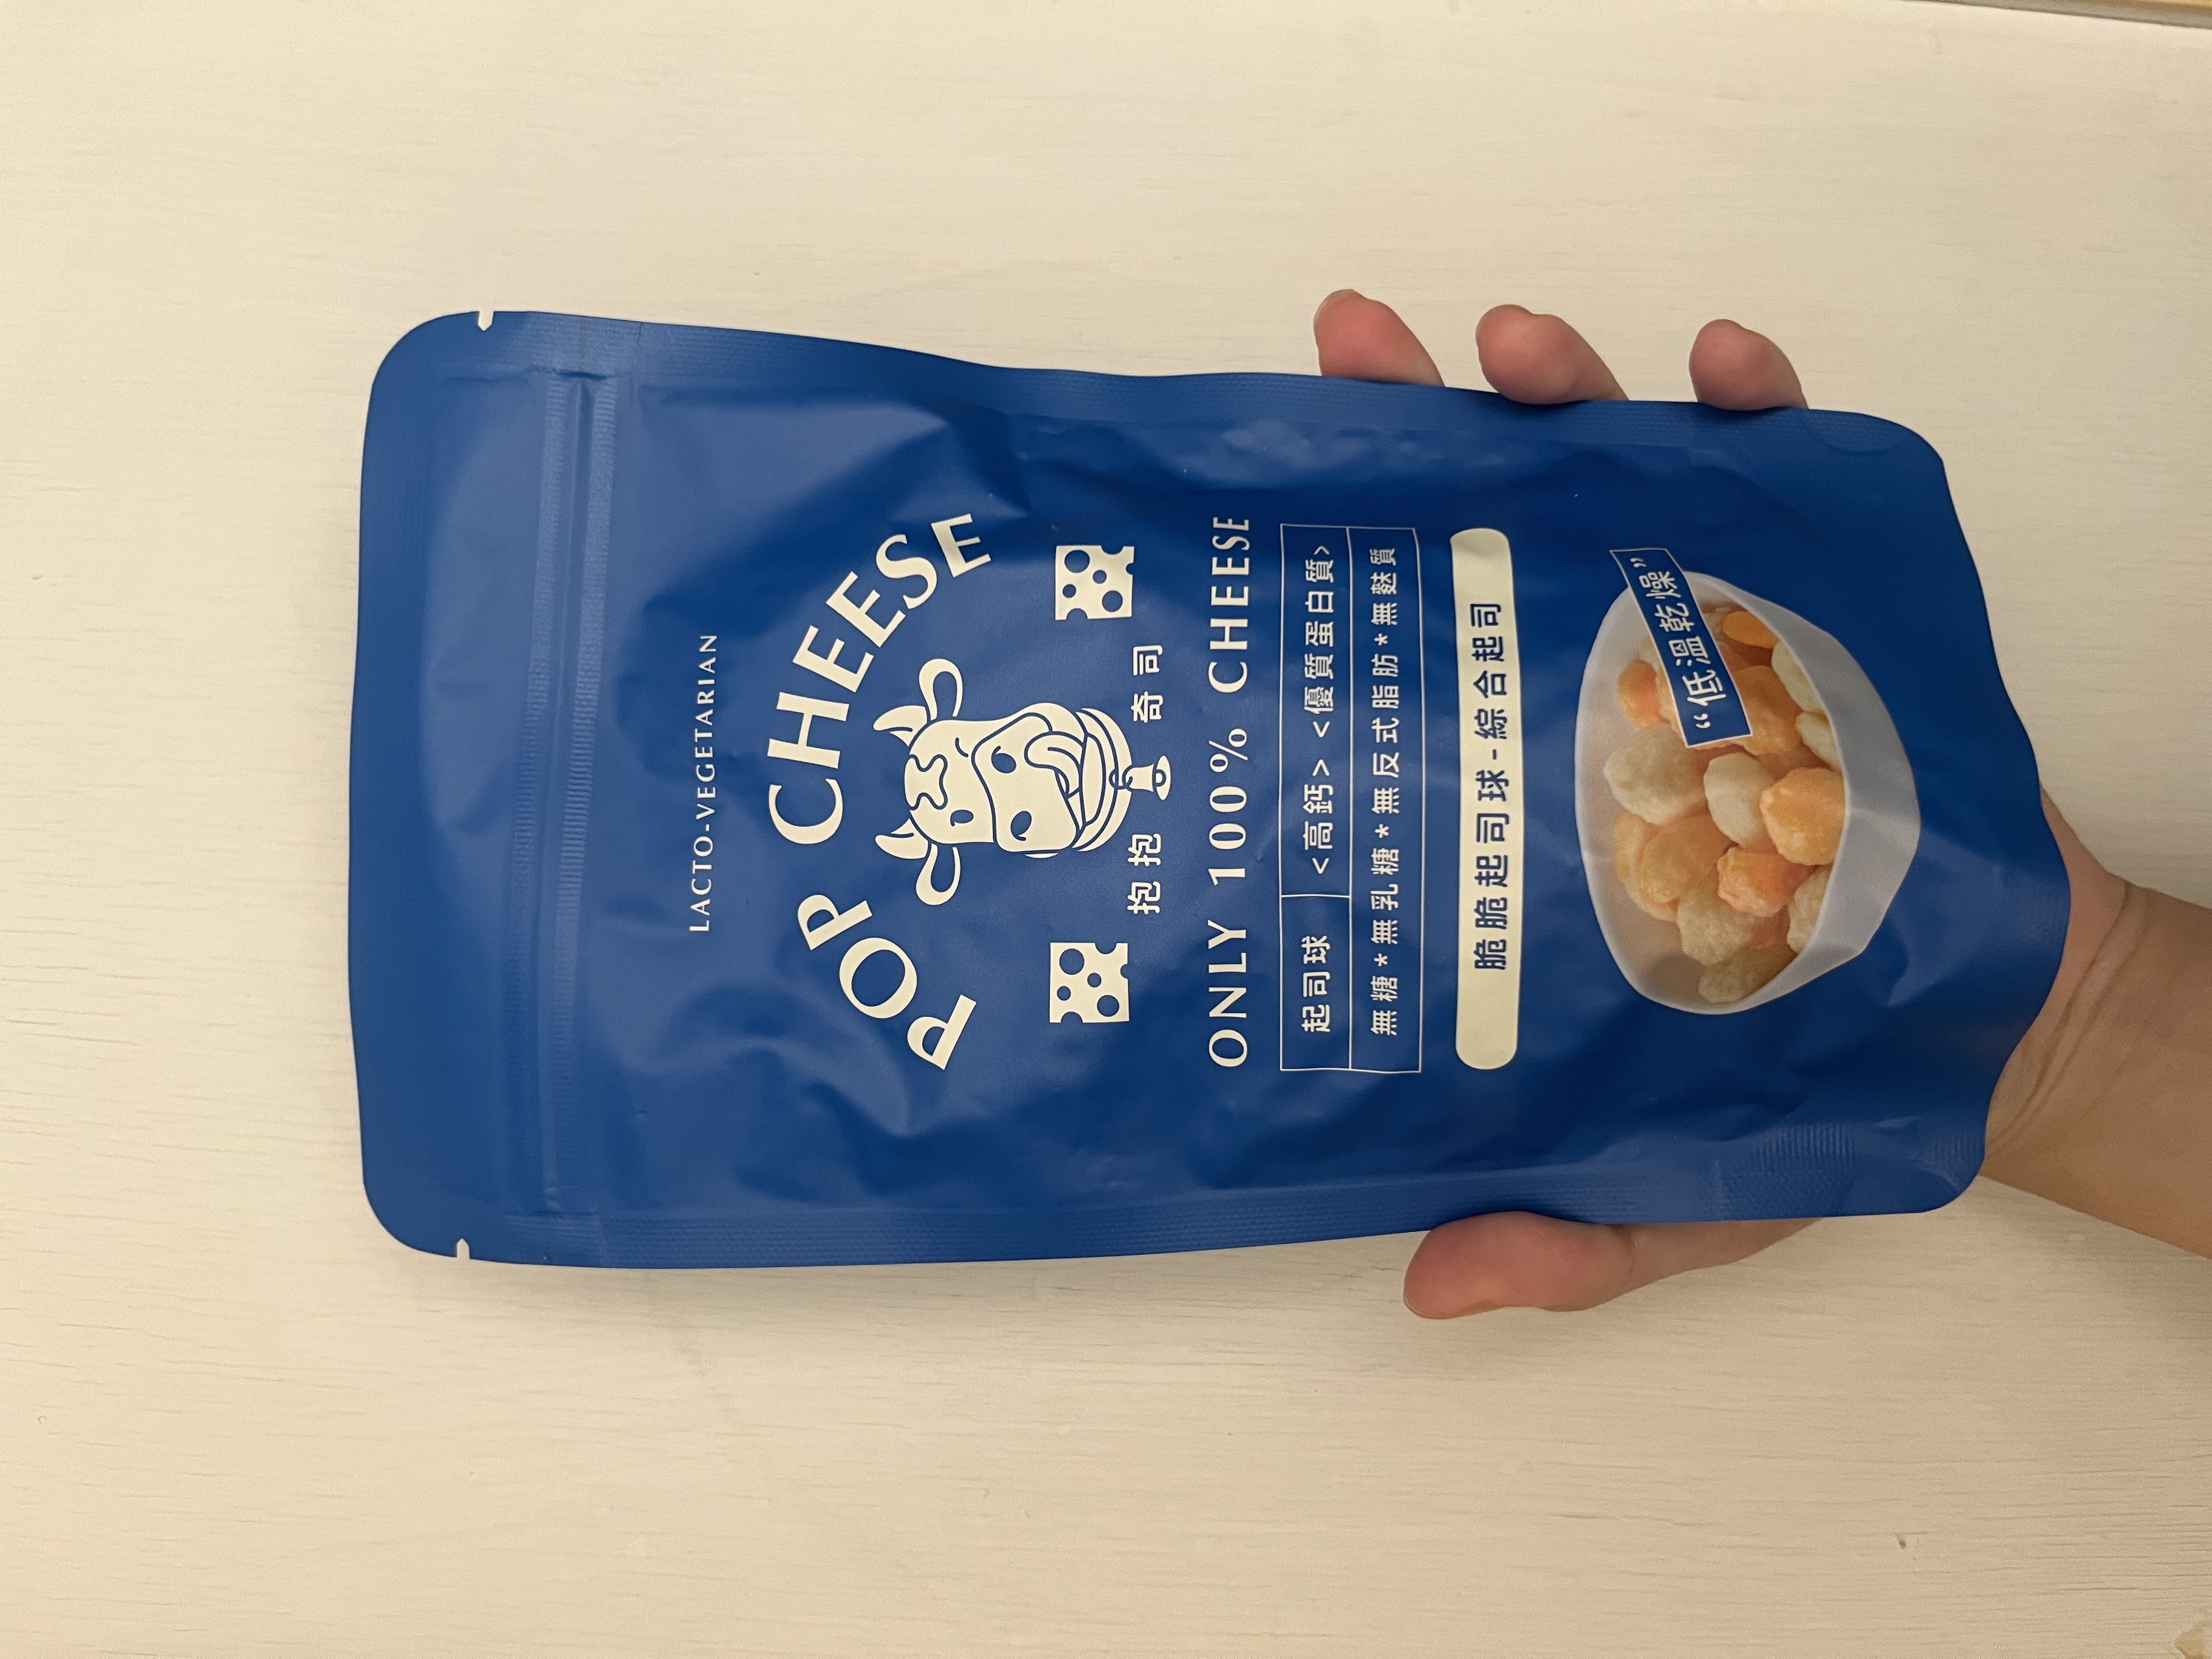 LACTO-VEGETARIAN
POP CHEESE
抱抱 奇司
ONLY 100% CHEESE
起司球 <高鈣> <優質蛋白質>
無糖*無乳糖*無反式脂肪*無麩質
脆脆起司球-綜合起司
“低溫乾燥”